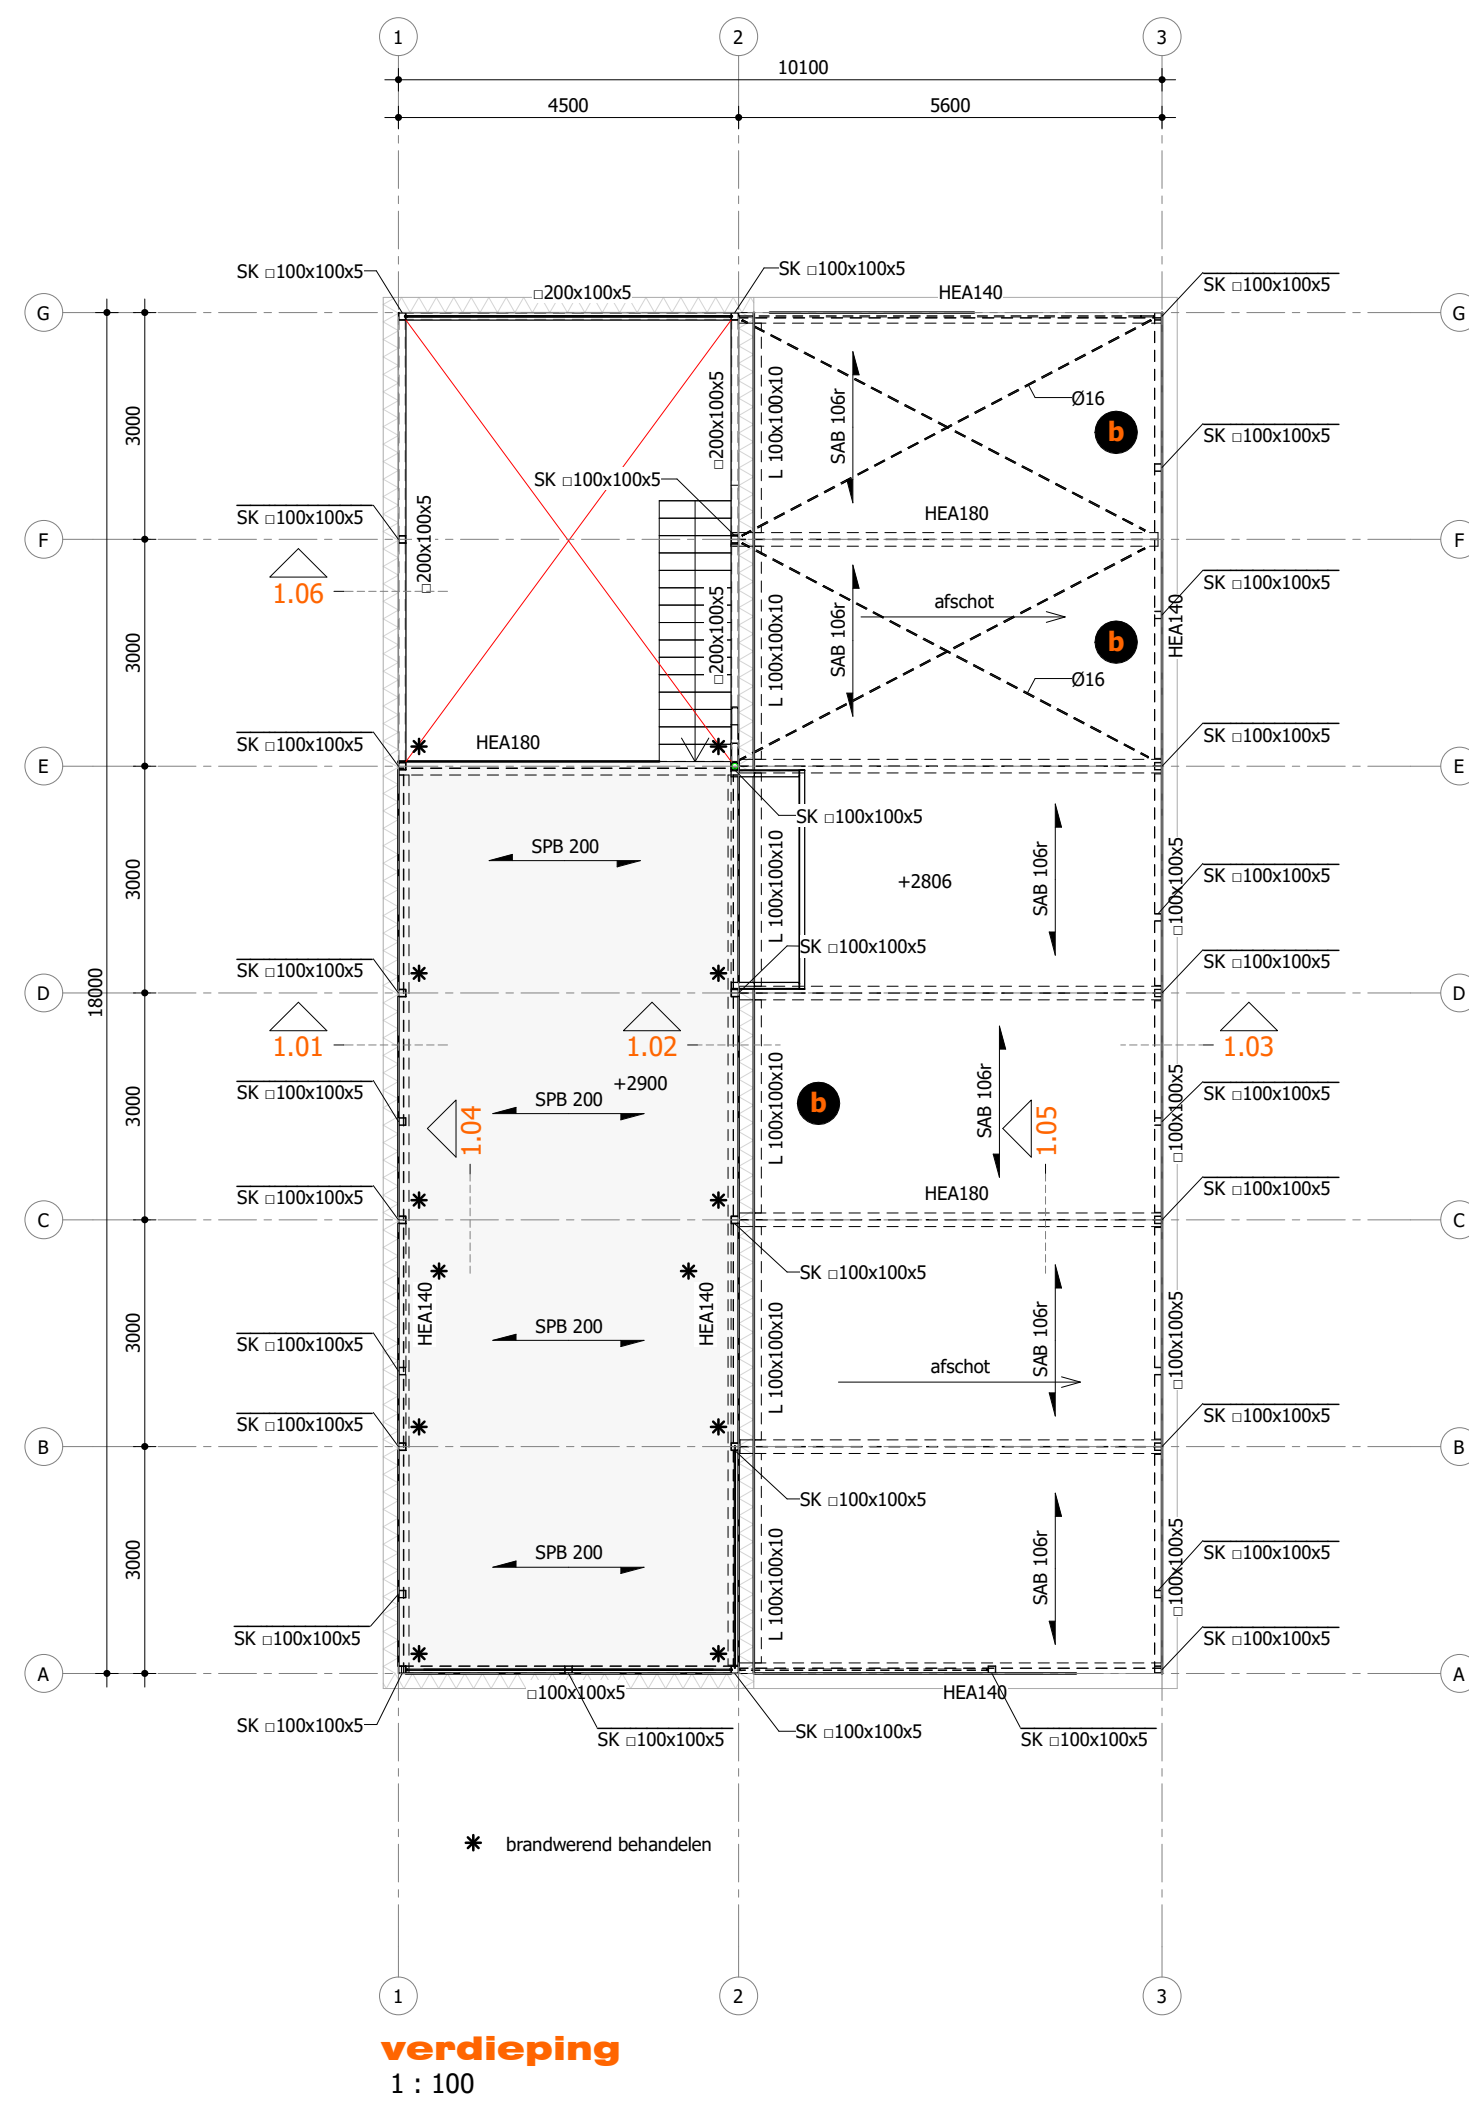 1
2
3
10100
4500
5600
SK □100x100x5
SK □100x100x5
□200x100x5
HEA140
SK □100x100x5
G
G
3000
□200x100x5
L 100x100x10
SAB 106r
Ø16
b
SK □100x100x5
SK □100x100x5
SK □100x100x5
□200x100x5
HEA180
F
F
1.06
3000
□200x100x5
L 100x100x10
SAB 106r
afschot
b
SK □100x100x5
HEA140
Ø16
SK □100x100x5
HEA180
SK □100x100x5
E
E
SK □100x100x5
SPB 200
3000
L 100x100x10
+2806
SAB 106r
□100x100x5
SK □100x100x5
SK □100x100x5
SK □100x100x5
SK □100x100x5
D
D
18000
1.01
1.02
1.03
+2900
SK □100x100x5
SPB 200
3000
1.04
b
L 100x100x10
SAB 106r
1.05
□100x100x5
SK □100x100x5
SK □100x100x5
HEA180
SK □100x100x5
C
C
SK □100x100x5
HEA140
HEA140
SPB 200
3000
SK □100x100x5
L 100x100x10
afschot
SAB 106r
□100x100x5
SK □100x100x5
SK □100x100x5
B
B
SK □100x100x5
SPB 200
3000
L 100x100x10
SAB 106r
□100x100x5
SK □100x100x5
SK □100x100x5
SK □100x100x5
A
A
□100x100x5
HEA140
SK □100x100x5
SK □100x100x5
SK □100x100x5
SK □100x100x5
brandwerend behandelen
1
2
3
verdieping
1 : 100